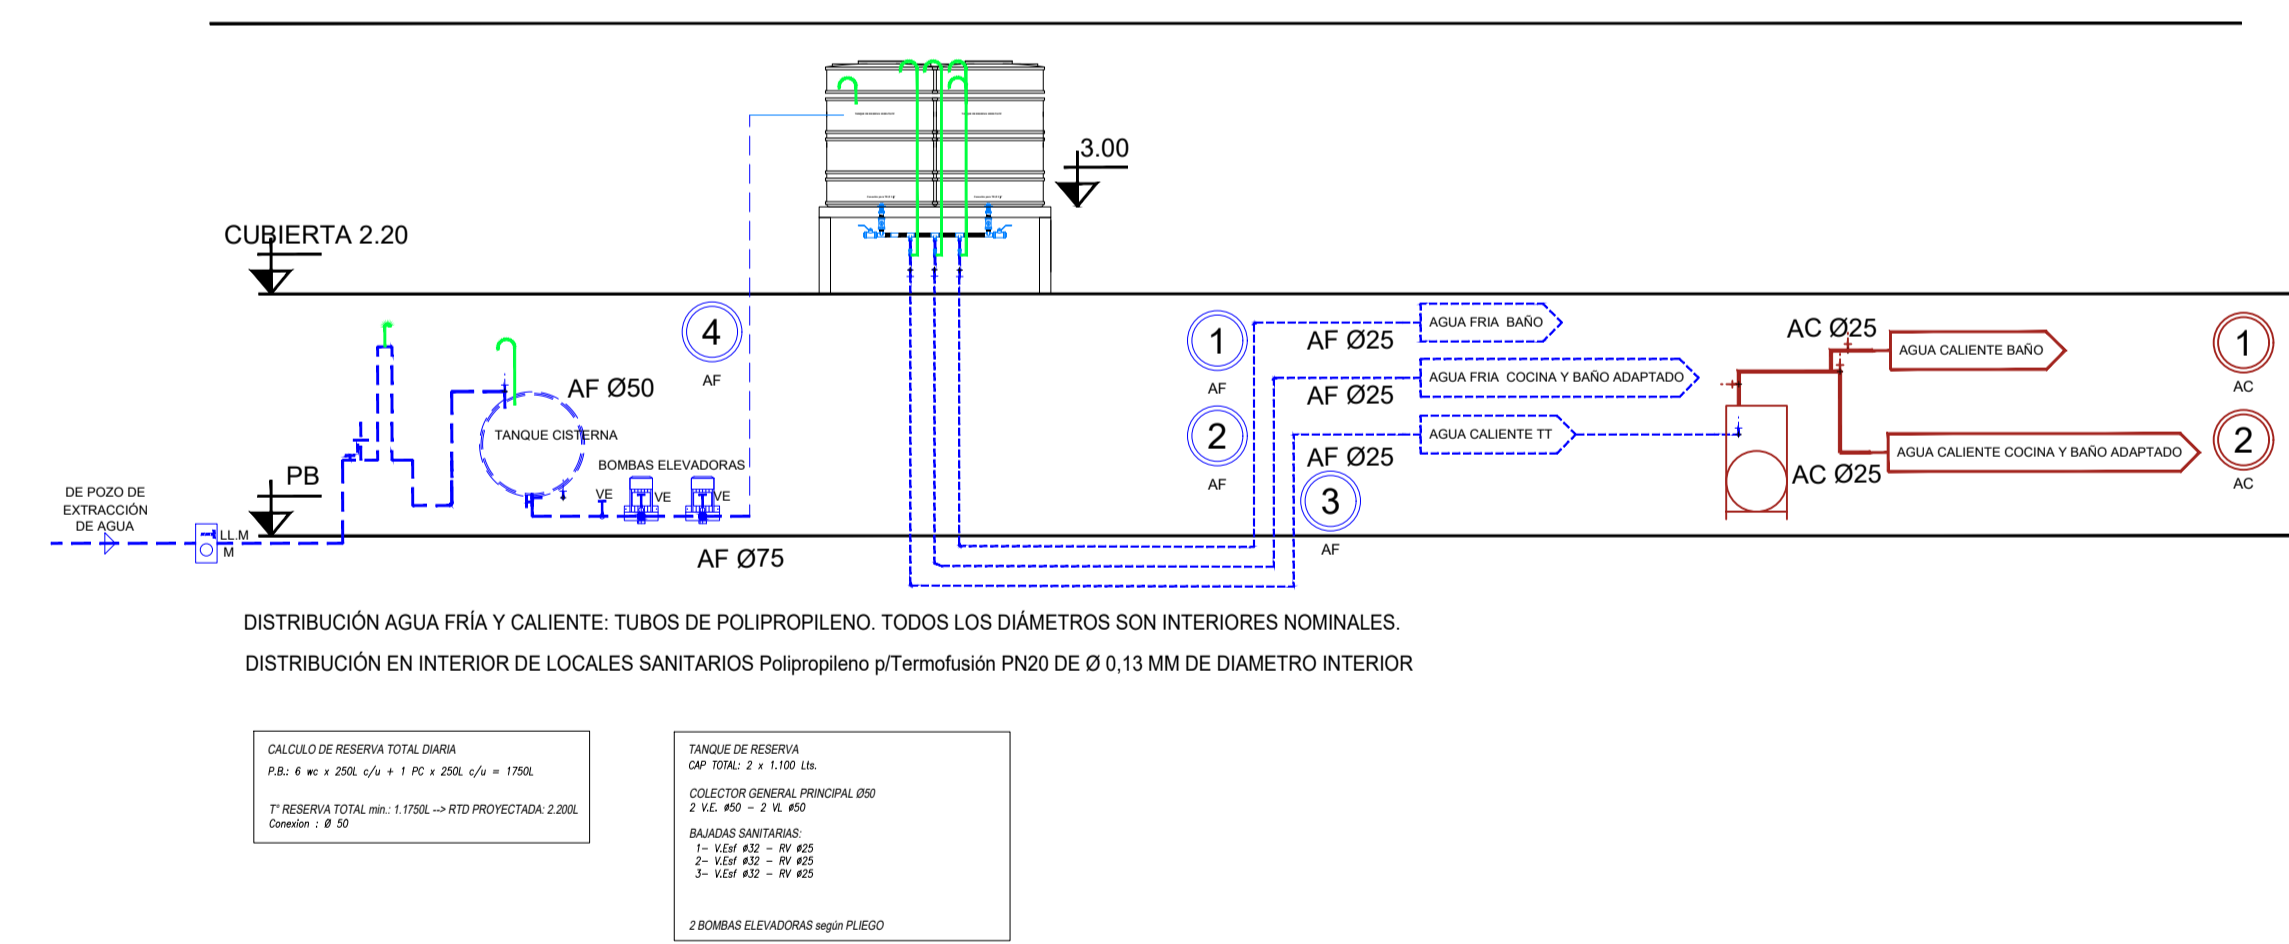 3.00
CUBIERTA 2.20
4
AF
1
AF
2
AF
3
AF
AF Ø25
AGUA FRIA  BAÑO
AF Ø25
AGUA FRIA  COCINA Y BAÑO ADAPTADO
AF Ø25
AGUA CALIENTE TT
AC Ø25
AGUA CALIENTE BAÑO
1
AC
AC Ø25
AGUA CALIENTE COCINA Y BAÑO ADAPTADO
2
AC
AF Ø50
TANQUE CISTERNA
BOMBAS ELEVADORAS
VE
VE
VE
PB
DE POZO DE
EXTRACCIÓN
DE AGUA
LL.M
M
AF Ø75
DISTRIBUCIÓN AGUA FRÍA Y CALIENTE: TUBOS DE POLIPROPILENO. TODOS LOS DIÁMETROS SON INTERIORES NOMINALES.
DISTRIBUCIÓN EN INTERIOR DE LOCALES SANITARIOS Polipropileno p/Termofusión PN20 DE Ø 0,13 MM DE DIAMETRO INTERIOR
CALCULO DE RESERVA TOTAL DIARIA
P.B.: 6 wc x 250L c/u + 1 PC x 250L c/u = 1750L
T° RESERVA TOTAL min.: 1.1750L --> RTD PROYECTADA: 2.200L
Conexion : Ø 50
TANQUE DE RESERVA
CAP TOTAL: 2 x 1.100 Lts.
COLECTOR GENERAL PRINCIPAL Ø50
2 V.E. ø50 – 2 VL ø50
BAJADAS SANITARIAS:
1– V.Esf ø32 – RV ø25
2– V.Esf ø32 – RV ø25
3– V.Esf ø32 – RV ø25
2 BOMBAS ELEVADORAS según PLIEGO